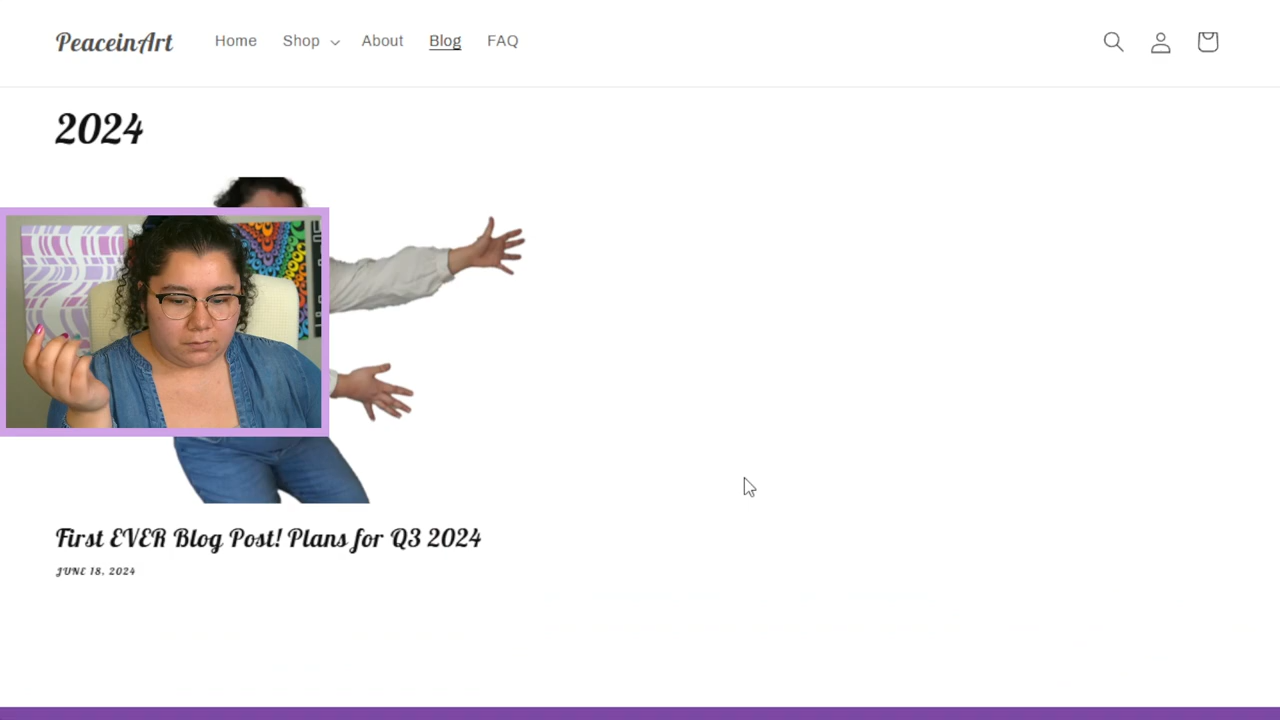 PeaceinArt Home Shop About Blog FAQ
2024
First EVER Blog Post! Plans for Q3 2024
JUNE 18, 2024